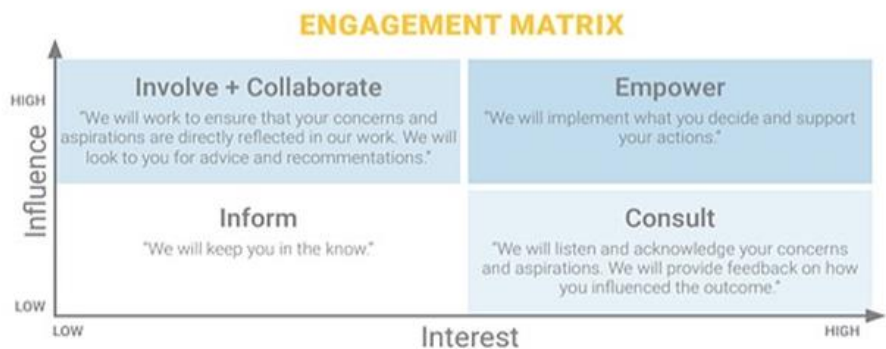 ENGAGEMENT MATRIX
Involve + Collaborate
"We will work to ensure that your concerns and
aspirations are directly reflected in our work. We will
look to you for advice and recommentations."
Empower
"We will implement what you decide and support
your actions."
Inform
"We will keep you in the know."
Consult
"We will listen and acknowledge your concerns
and aspirations. We will provide feedback on how
you influenced the outcome."
HIGH
Influence
LOW
LOW
Interest
HIGH